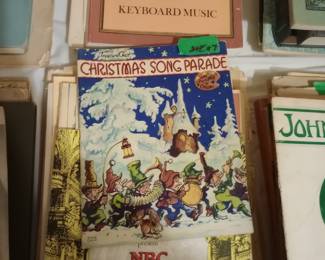 KEYBOARD MUSIC
CHRISTMAS SONG PARADE
JOHN
NBC